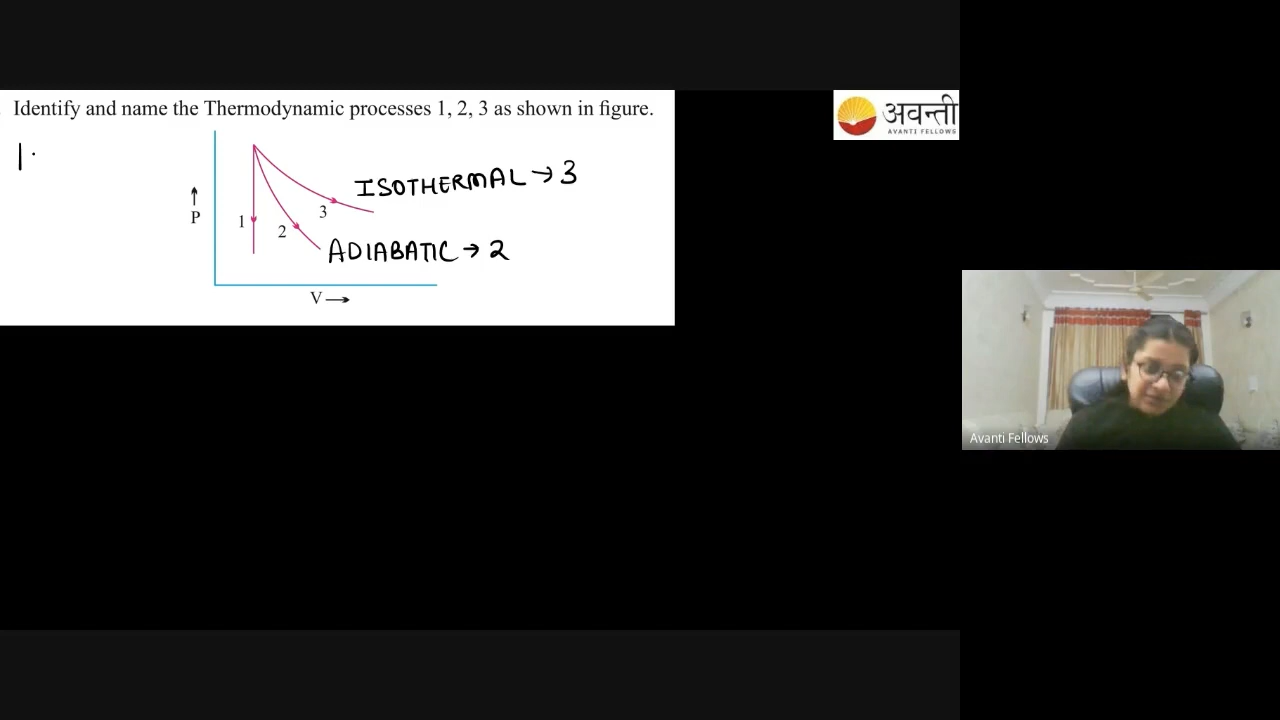 Identify and name the Thermodynamic processes 1, 2, 3 as shown in figure.
1.
ISOTHERMAL → 3
↑
P
1
2
3
ADIABATIC → 2
V →
अवन्ती
AVANTI FELLOWS
Avanti Fellows